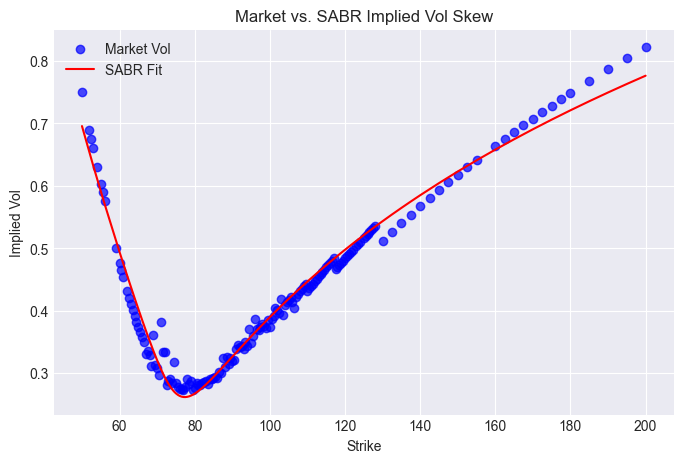 Market vs. SABR Implied Vol Skew
Market Vol
SABR Fit
0.8
0.7
0.6
0.5
0.4
0.3
Implied Vol
60 80 100 120 140 160 180 200
Strike